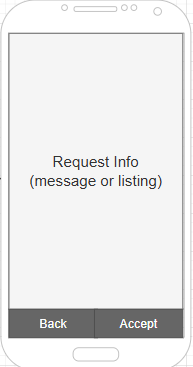 Request Info
(message or listing)
Back Accept